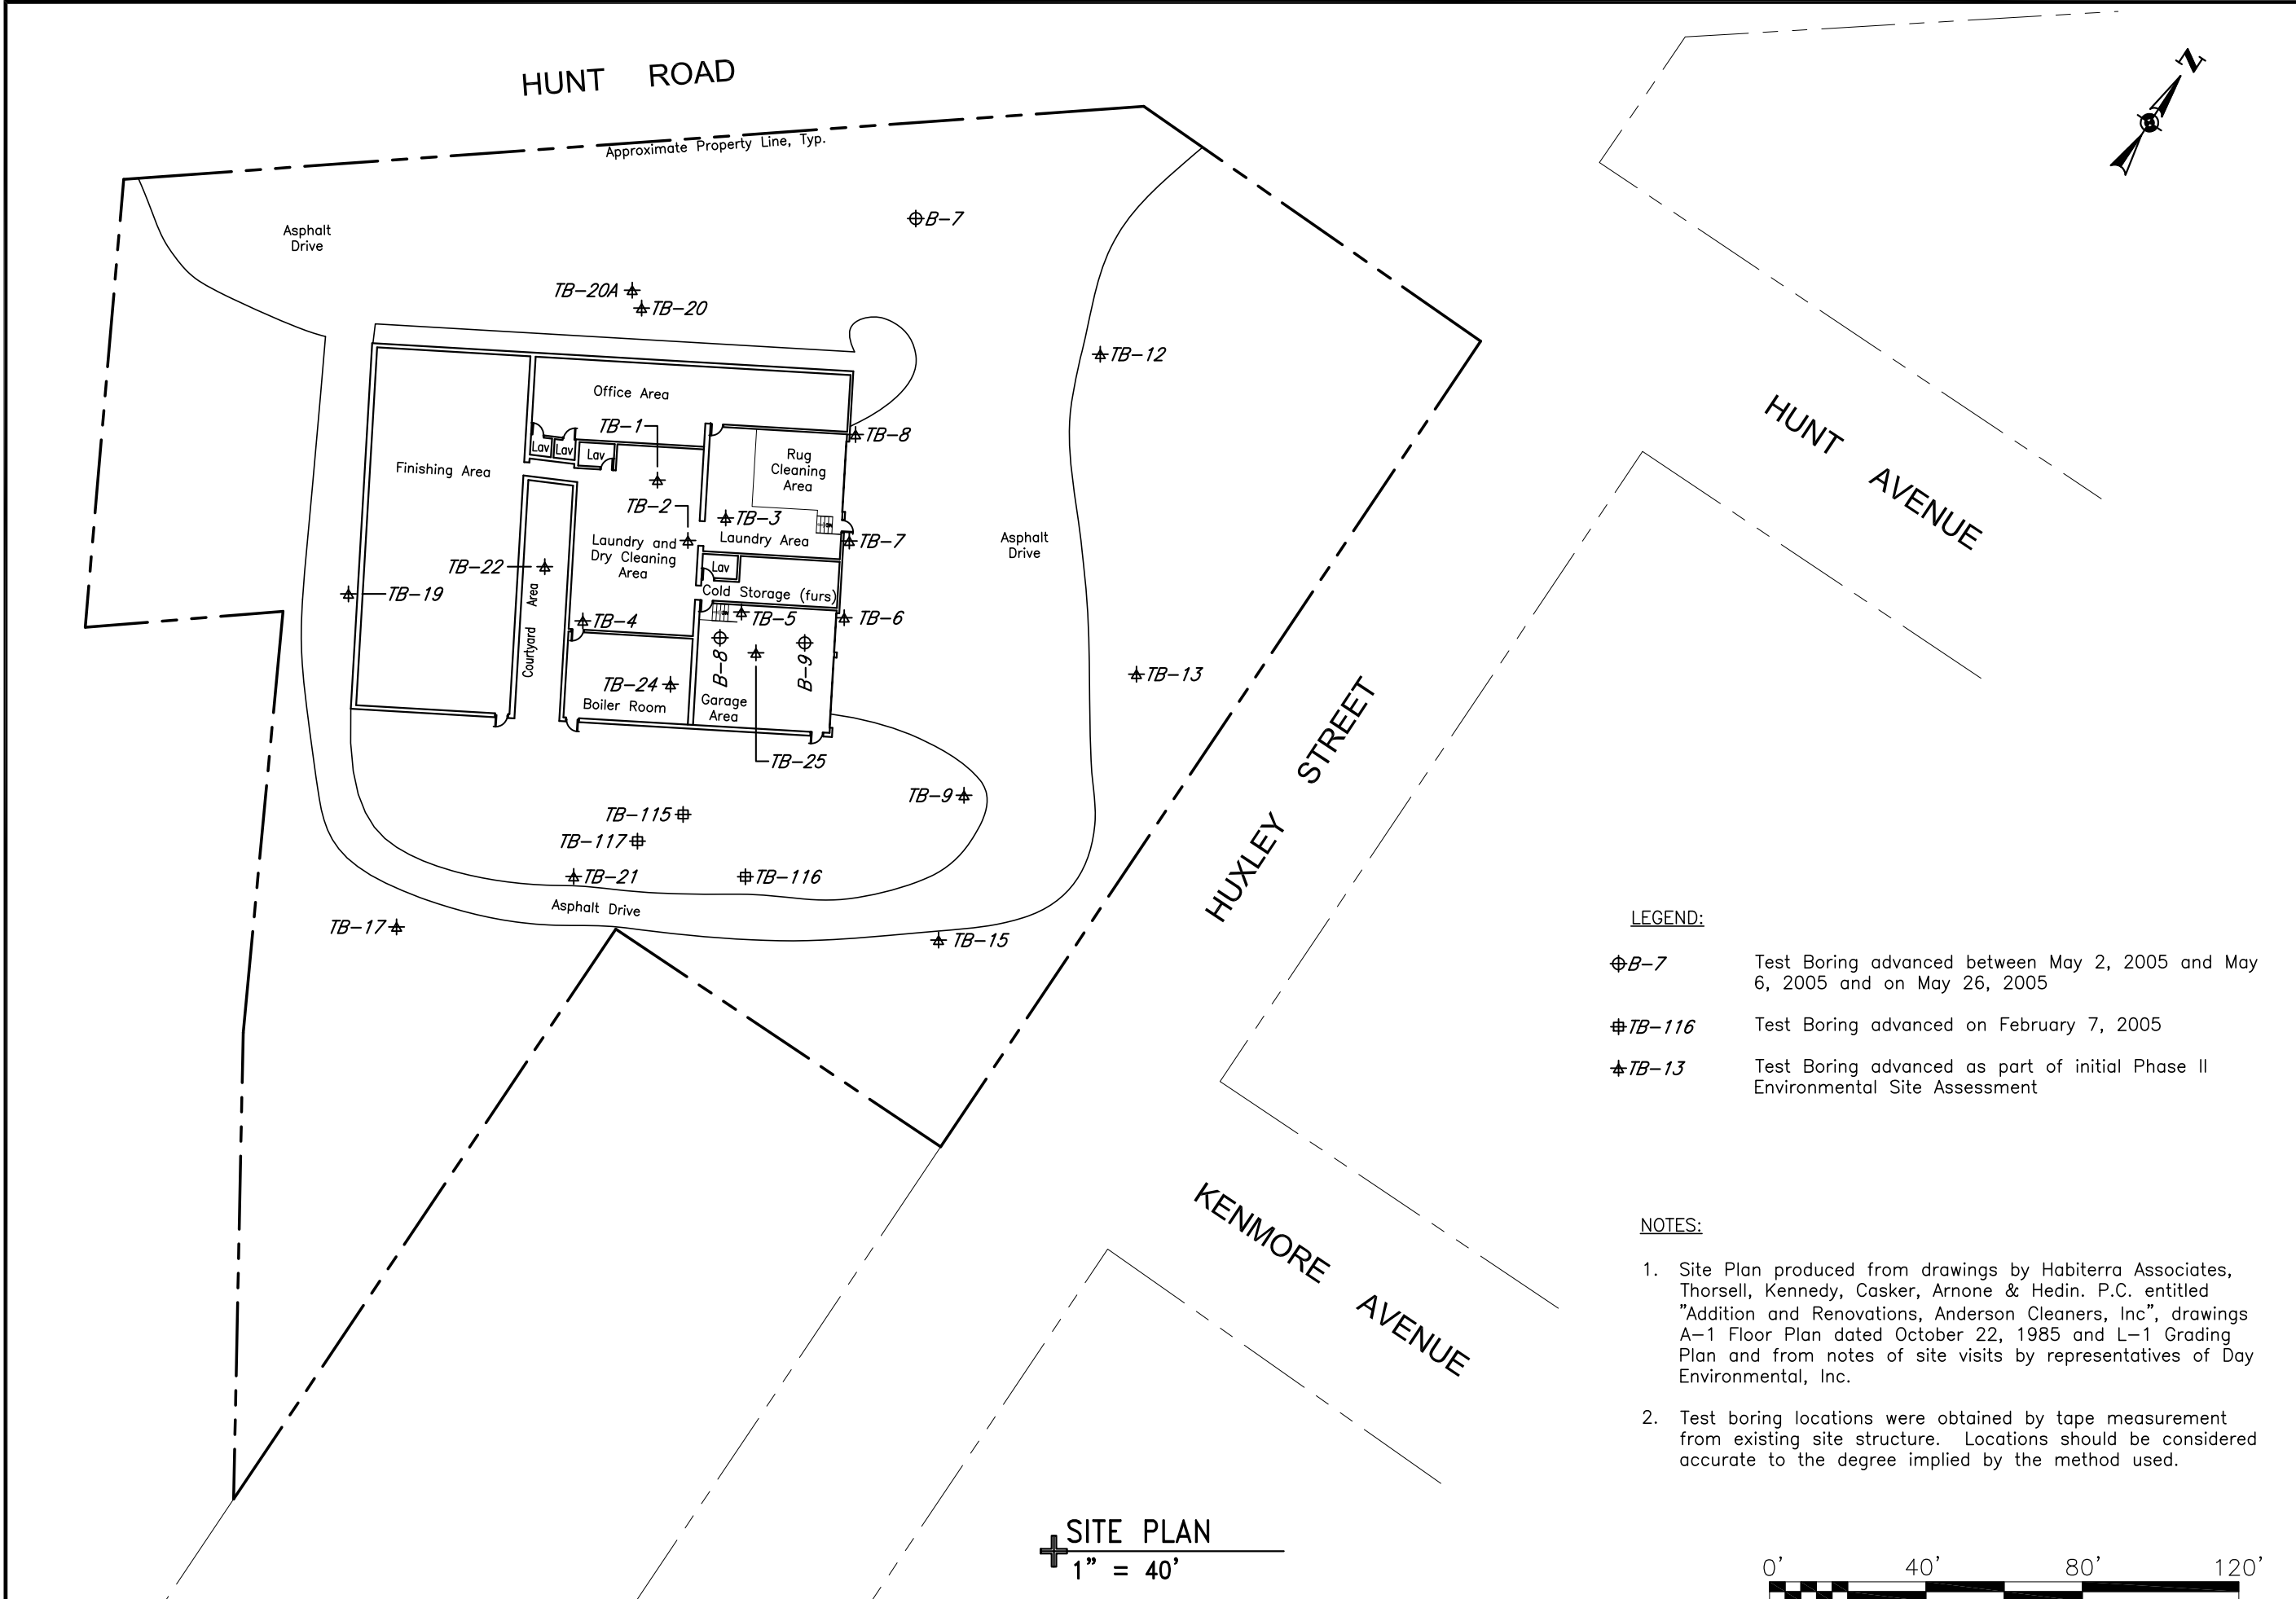 HUNT ROAD
N
Approximate Property Line, Typ.
B-7
Asphalt
Drive
TB-20A
TB-20
TB-12
Office Area
TB-1
TB-8
Lav
Lav
Lav
Rug
Cleaning
Area
Finishing Area
TB-2
TB-3
Laundry Area
TB-7
Laundry and
Dry Cleaning
Area
Asphalt
Drive
TB-22
Lav
Cold Storage (furs)
TB-19
Courtyard Area
TB-4
TB-5
TB-6
B-8
B-9
TB-24
Boiler Room
Garage
Area
TB-13
TB-25
TB-9
TB-115
TB-117
TB-21
TB-116
Asphalt Drive
TB-17
TB-15
HUNT AVENUE
HUXLEY STREET
KENMORE AVENUE
LEGEND:
B-7 Test Boring advanced between May 2, 2005 and May
6, 2005 and on May 26, 2005
TB-116 Test Boring advanced on February 7, 2005
TB-13 Test Boring advanced as part of initial Phase II
Environmental Site Assessment
NOTES:
1. Site Plan produced from drawings by Habiterra Associates,
Thorsell, Kennedy, Casker, Arnone & Hedin. P.C. entitled
"Addition and Renovations, Anderson Cleaners, Inc", drawings
A-1 Floor Plan dated October 22, 1985 and L-1 Grading
Plan and from notes of site visits by representatives of Day
Environmental, Inc.
2. Test boring locations were obtained by tape measurement
from existing site structure. Locations should be considered
accurate to the degree implied by the method used.
SITE PLAN
1" = 40'
0' 40' 80' 120'